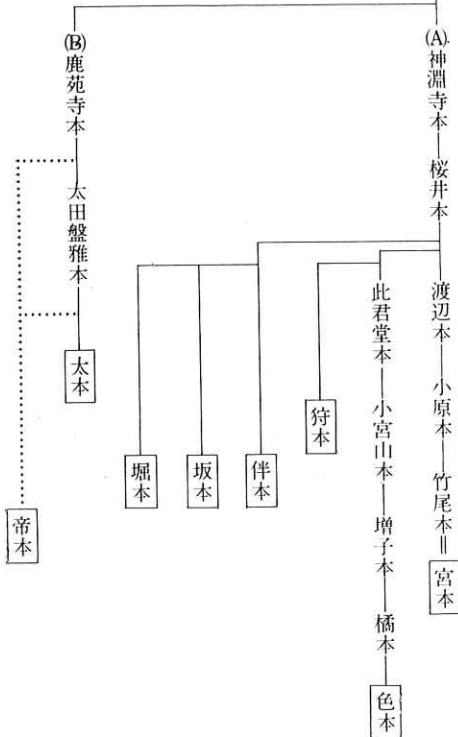 (A).神淵寺本―桜井本
渡辺本―小原本―竹尾本＝宮本
此君堂本―小宮山本―増子本―橘本―色本
狩本
伴本
坂本
堀本
(B)鹿苑寺本―太田盤雅本―太本
帝本